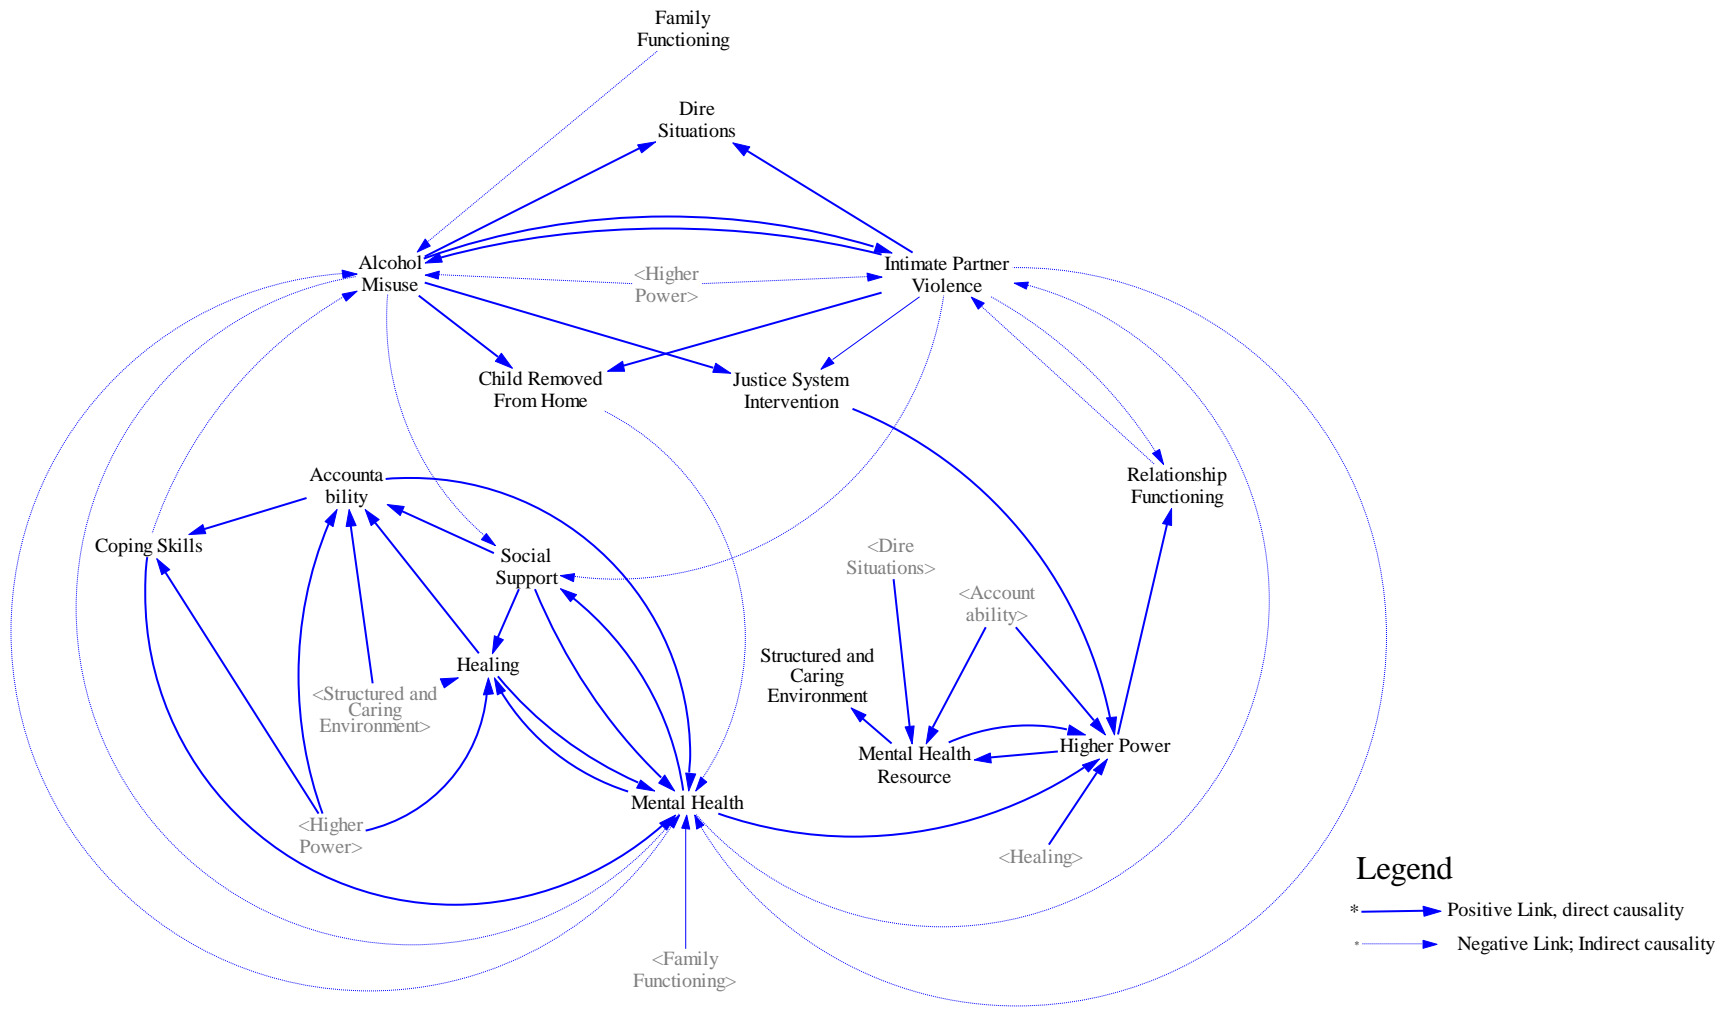 Family
Functioning
Dire
Situations
Alcohol
Misuse
<Higher
Power>
Intimate Partner
Violence
Child Removed
From Home
Justice System
Intervention
Accounta
bility
Relationship
Functioning
Coping Skills
Social
Support
<Dire
Situations>
<Account
ability>
Healing
Structured and
Caring
Environment
<Structured and
Caring
Environment>
Mental Health
Resource
Higher Power
Mental Health
<Higher
Power>
<Healing>
<Family
Functioning>
Legend
* Positive Link, direct causality
* Negative Link; Indirect causality